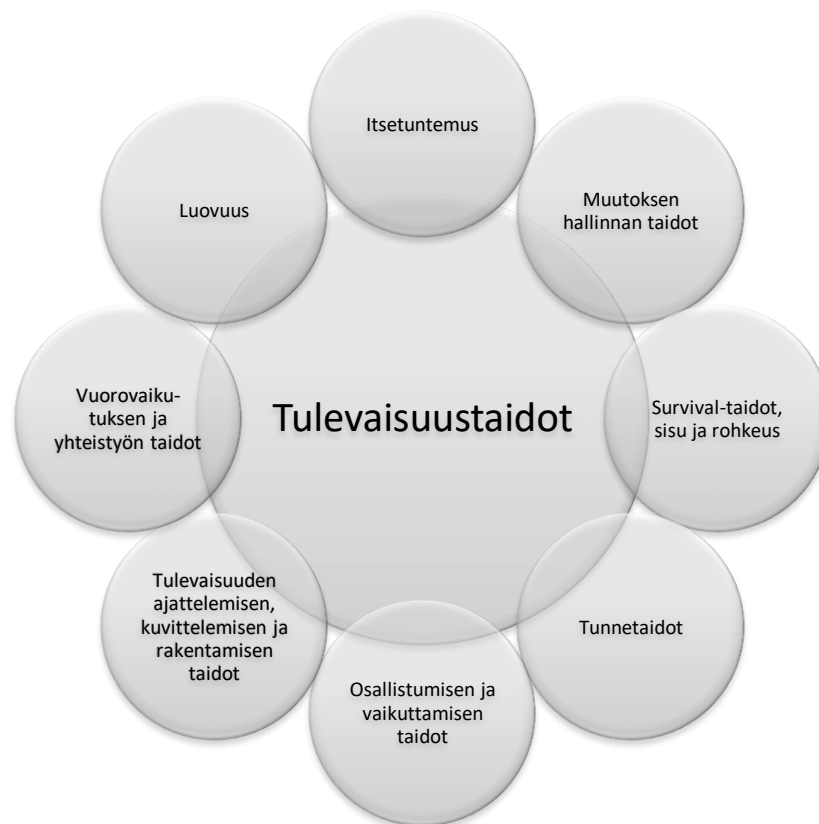 Itsetuntemus
Muutoksen
hallinnan taidot
Survival-taidot,
sisu ja rohkeus
Tunnetaidot
Osallistumisen ja
vaikuttamisen
taidot
Tulevaisuuden
ajattelemisen,
kuvittelemisen ja
rakentamisen
taidot
Vuorovaiku-
tuksen ja
yhteistyön taidot
Luovuus
Tulevaisuustaidot